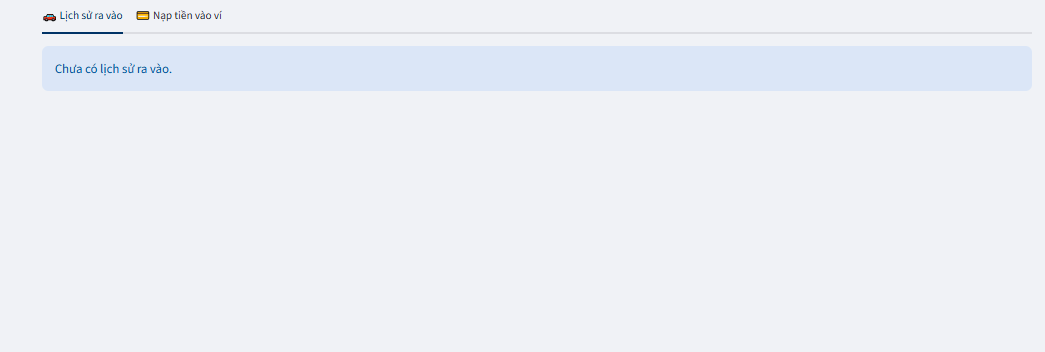 🚗 Lịch sử ra vào 💳 Nạp tiền vào ví
Chưa có lịch sử ra vào.